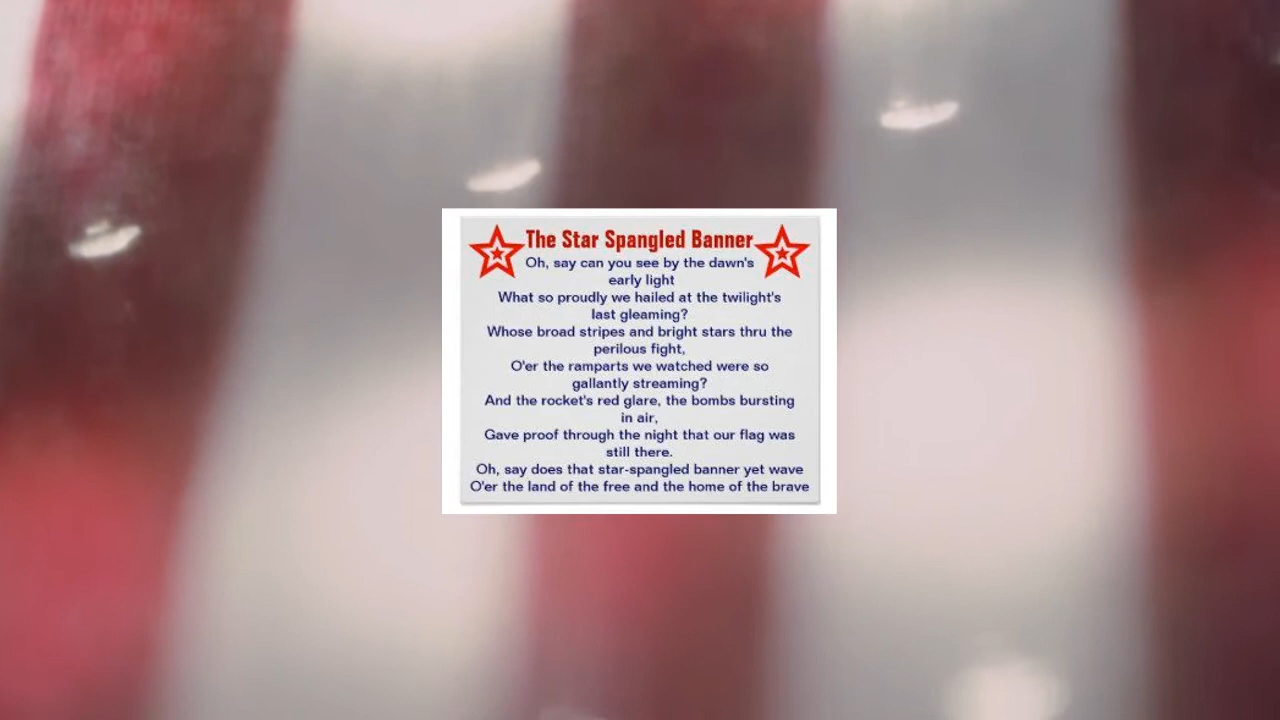 The Star Spangled Banner
Oh, say can you see by the dawn's
early light
What so proudly we hailed at the twilight's
last gleaming?
Whose broad stripes and bright stars thru the
perilous fight,
O'er the ramparts we watched were so
gallantly streaming?
And the rocket's red glare, the bombs bursting
in air,
Gave proof through the night that our flag was
still there.
Oh, say does that star-spangled banner yet wave
O'er the land of the free and the home of the brave